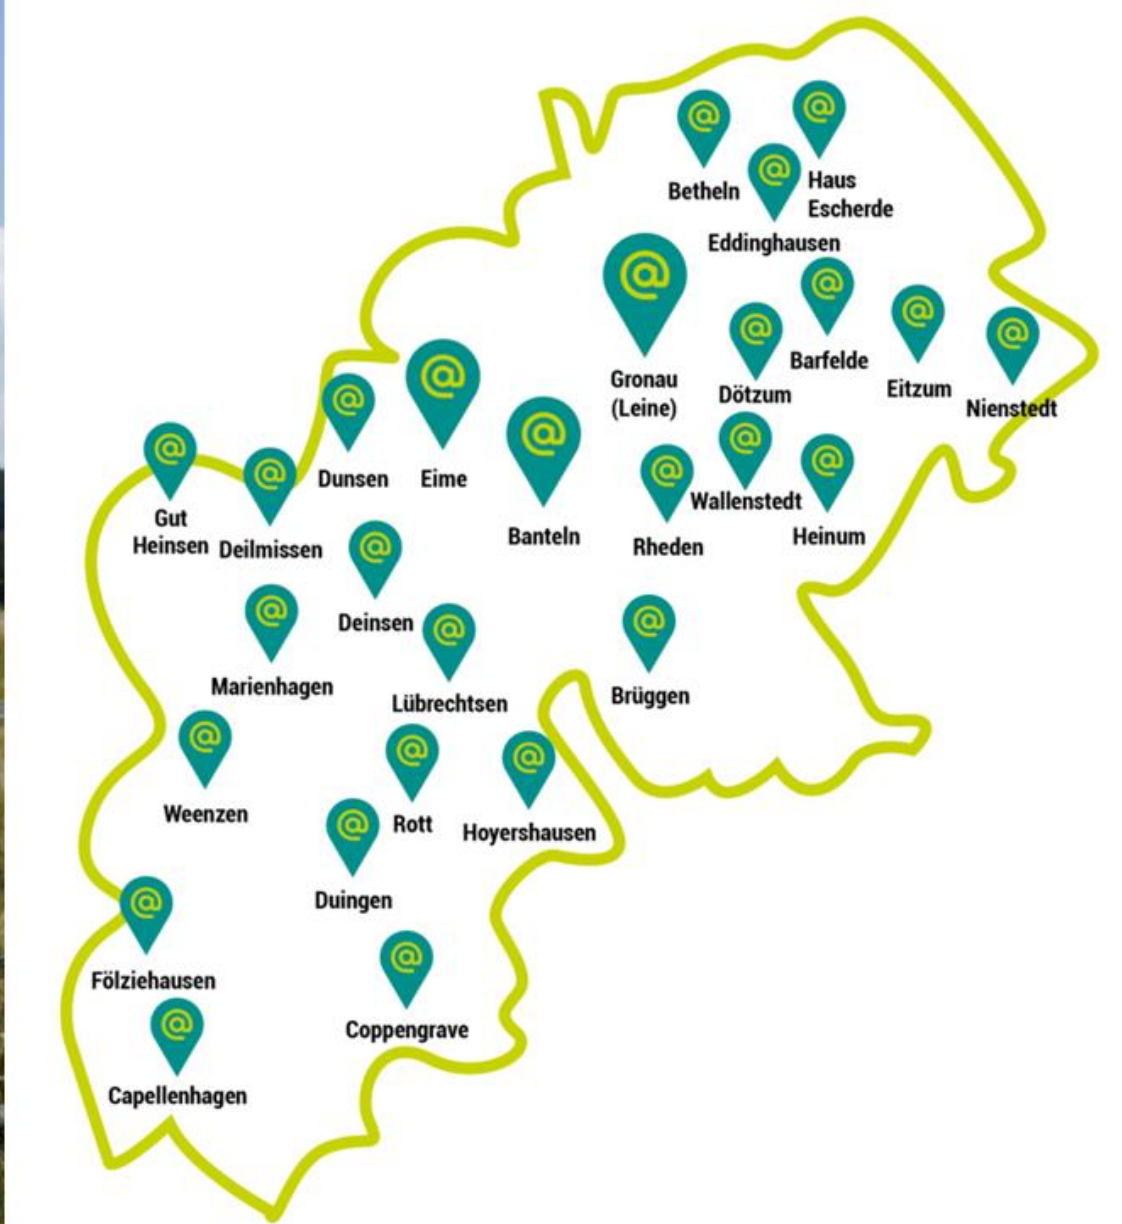 Betheln
Haus
Escherde
Eddinghausen
Gronau
(Leine)
Dötzum
Barfelde
Eitzum
Nienstedt
Dunsen
Eime
Banteln
Rheden
Wallenstedt
Heinum
Gut
Heinsen
Deilmissen
Deinsen
Marienhagen
Lübrechtsen
Brüggen
Weenzen
Rott
Hoyershausen
Duingen
Fölziehausen
Coppengrave
Capellenhagen